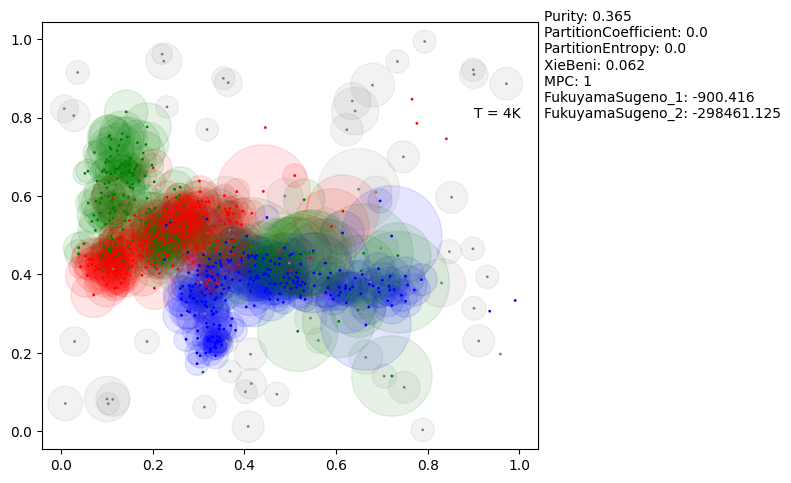 Purity: 0.365
PartitionCoefficient: 0.0
PartitionEntropy: 0.0
XieBeni: 0.062
MPC: 1
FukuyamaSugeno_1: -900.416
FukuyamaSugeno_2: -298461.125
T = 4K
1.0
0.8
0.6
0.4
0.2
0.0
0.0 0.2 0.4 0.6 0.8 1.0